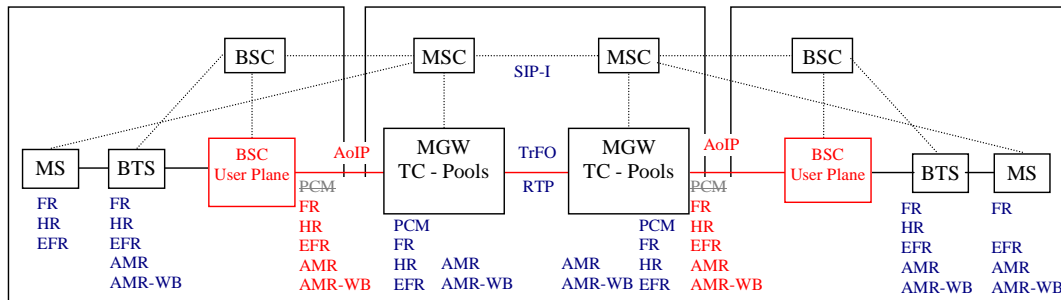 BSC
MSC
SIP-I
MSC
BSC
MS
BTS
BSC
User Plane
AoIP
MGW
TC - Pools
TrFO
RTP
MGW
TC - Pools
AoIP
BSC
User Plane
BTS
MS
FR
HR
EFR
FR
HR
EFR
AMR
AMR-WB
PCM
FR
HR
EFR
AMR
AMR-WB
PCM
FR
HR
EFR
AMR
AMR-WB
AMR
AMR-WB
PCM
FR
HR
EFR
PCM
FR
HR
EFR
AMR
AMR-WB
FR
HR
EFR
AMR
AMR-WB
FR
EFR
AMR
AMR-WB